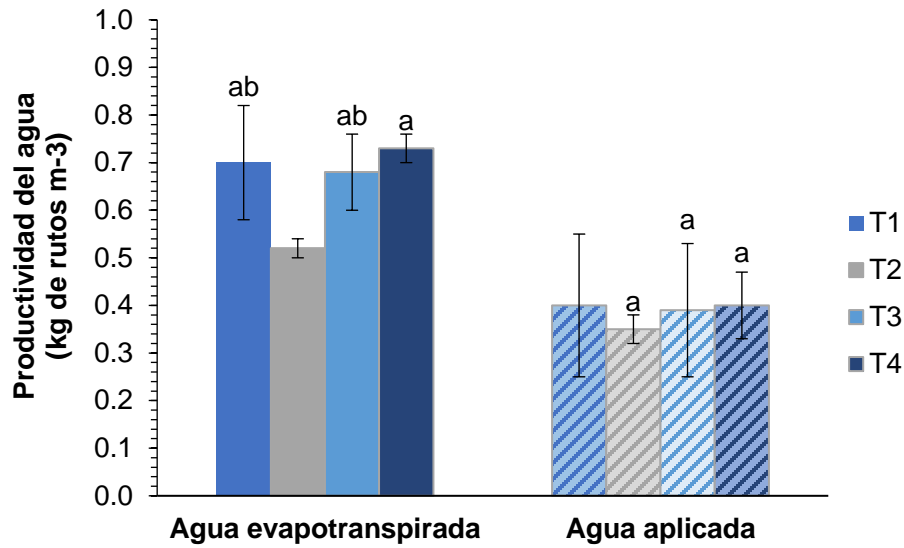 1.0
0.9
0.8
0.7
0.6
0.5
0.4
0.3
0.2
0.1
0.0
Productividad del agua
(kg de rutos m-3)
ab
ab
a
a
a
a
Agua evapotranspirada
Agua aplicada
T1
T2
T3
T4